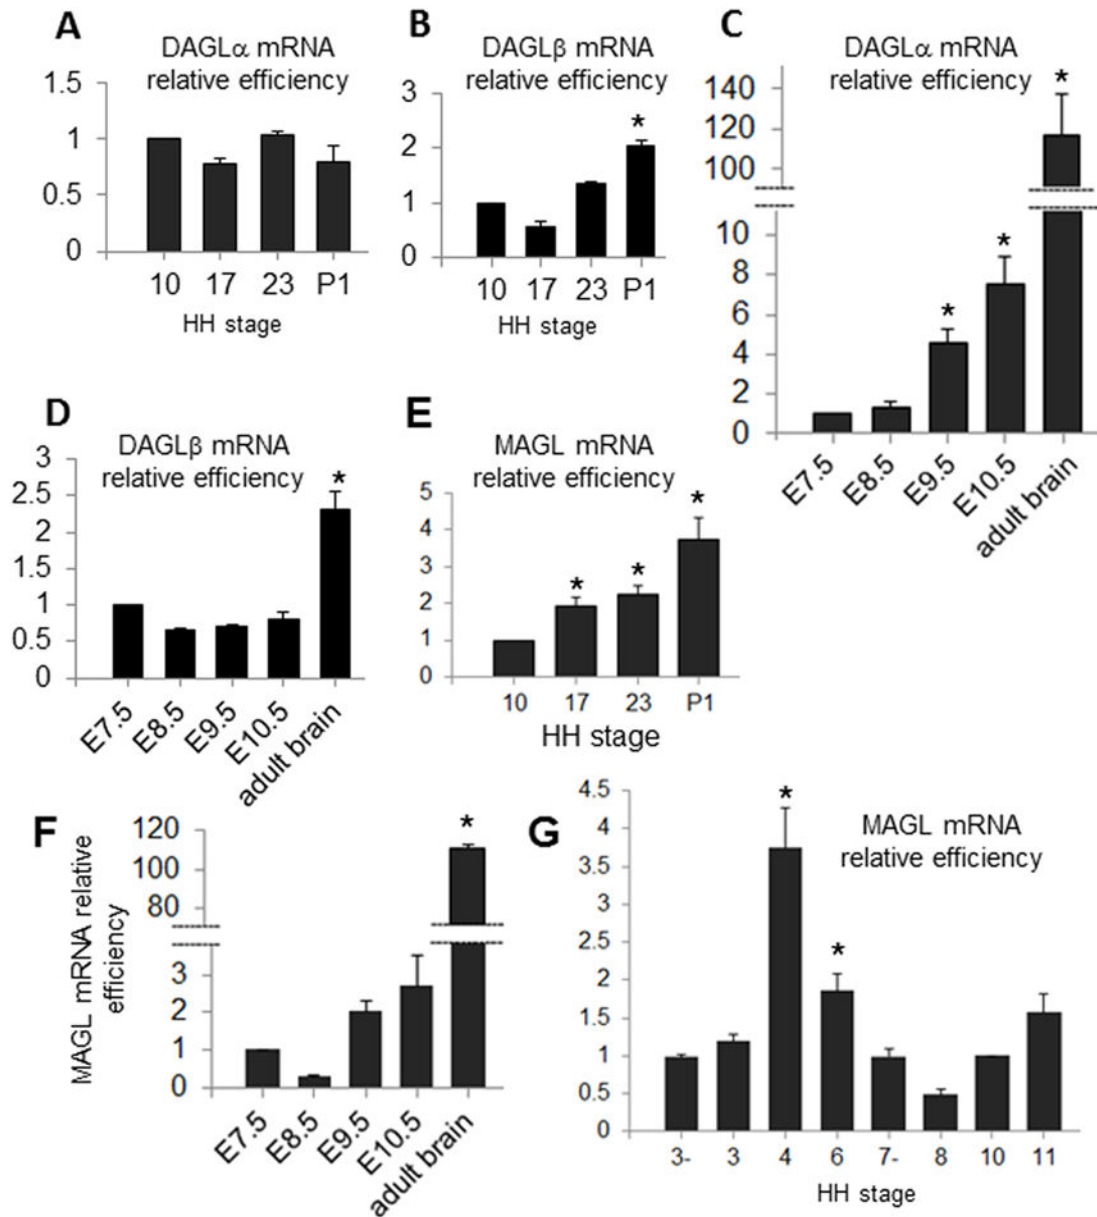 A
DAGLα mRNA
relative efficiency
1.5
1
0.5
0
10 17 23 P1
HH stage
B
DAGLβ mRNA
relative efficiency
3
2
1
0
*
10 17 23 P1
HH stage
C
DAGLα mRNA
relative efficiency
140
120
100
10
8
6
4
2
0
* * *
E7.5 E8.5 E9.5 E10.5 adult brain
D
DAGLβ mRNA
relative efficiency
3
2.5
2
1.5
1
0.5
0
*
E7.5 E8.5 E9.5 E10.5 adult brain
E
MAGL mRNA
relative efficiency
5
4
3
2
1
0
* * *
10 17 23 P1
HH stage
F
MAGL mRNA relative
efficiency
120
100
80
3
2
1
0
*
E7.5 E8.5 E9.5 E10.5 adult brain
G
MAGL mRNA
relative efficiency
4.5
4
3.5
3
2.5
2
1.5
1
0.5
0
* *
3- 3 4 6 7- 8 10 11
HH stage